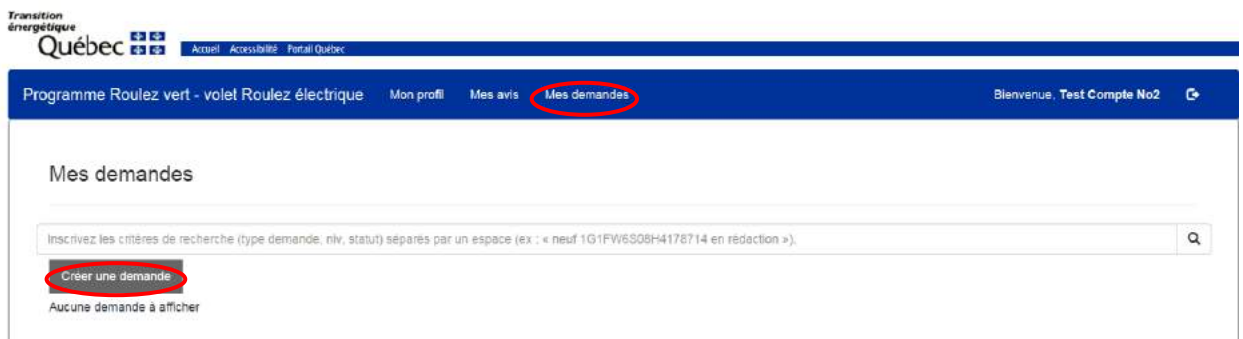 Transition
énergétique
Québec
Accueil Accessibilité Portail Québec
Programme Roulez vert - volet Roulez électrique Mon profil Mes avis Mes demandes Bienvenue, Test Compte No2
Mes demandes
Inscrivez les critères de recherche (type demande, niv, statut) séparés par un espace (ex : « neuf 1G1FW6S08H4178714 en rédaction »).
Créer une demande
Aucune demande à afficher